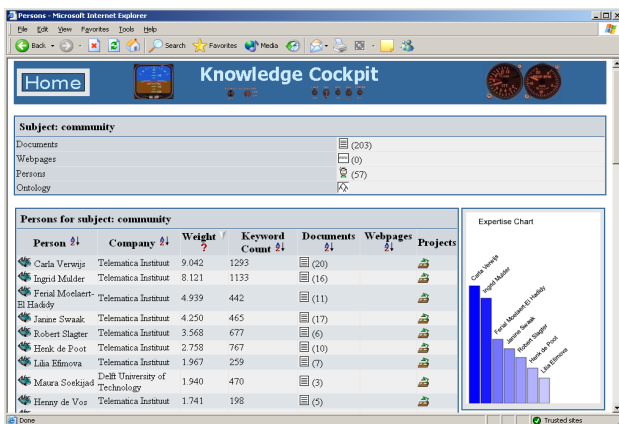 Persons - Microsoft Internet Explorer
File Edit View Favorites Tools Help
Back Search Favorites Media
Home
Knowledge Cockpit
Subject: community
Documents (203)
Webpages (0)
Persons (57)
Ontology
Persons for subject: community
Person Company Weight ? Keyword Count Documents Webpages Projects
Carla Verwijs Telematica Instituut 9.042 1293 (20)
Ingrid Mulder Telematica Instituut 8.121 1133 (16)
Ferial Moelaert-El Hadidy Telematica Instituut 4.939 442 (11)
Janine Swaak Telematica Instituut 4.250 465 (17)
Robert Slagter Telematica Instituut 3.568 677 (6)
Henk de Poot Telematica Instituut 2.758 767 (10)
Lilia Efimova Telematica Instituut 1.967 259 (7)
Maura Soekijad Delft University of Technology 1.940 470 (3)
Henny de Vos Telematica Instituut 1.741 198 (5)
Expertise Chart
Carla Verwijs
Ingrid Mulder
Ferial Moelaert-El Hadidy
Janine Swaak
Robert Slagter
Henk de Poot
Lilia Efimova
Done
Trusted sites